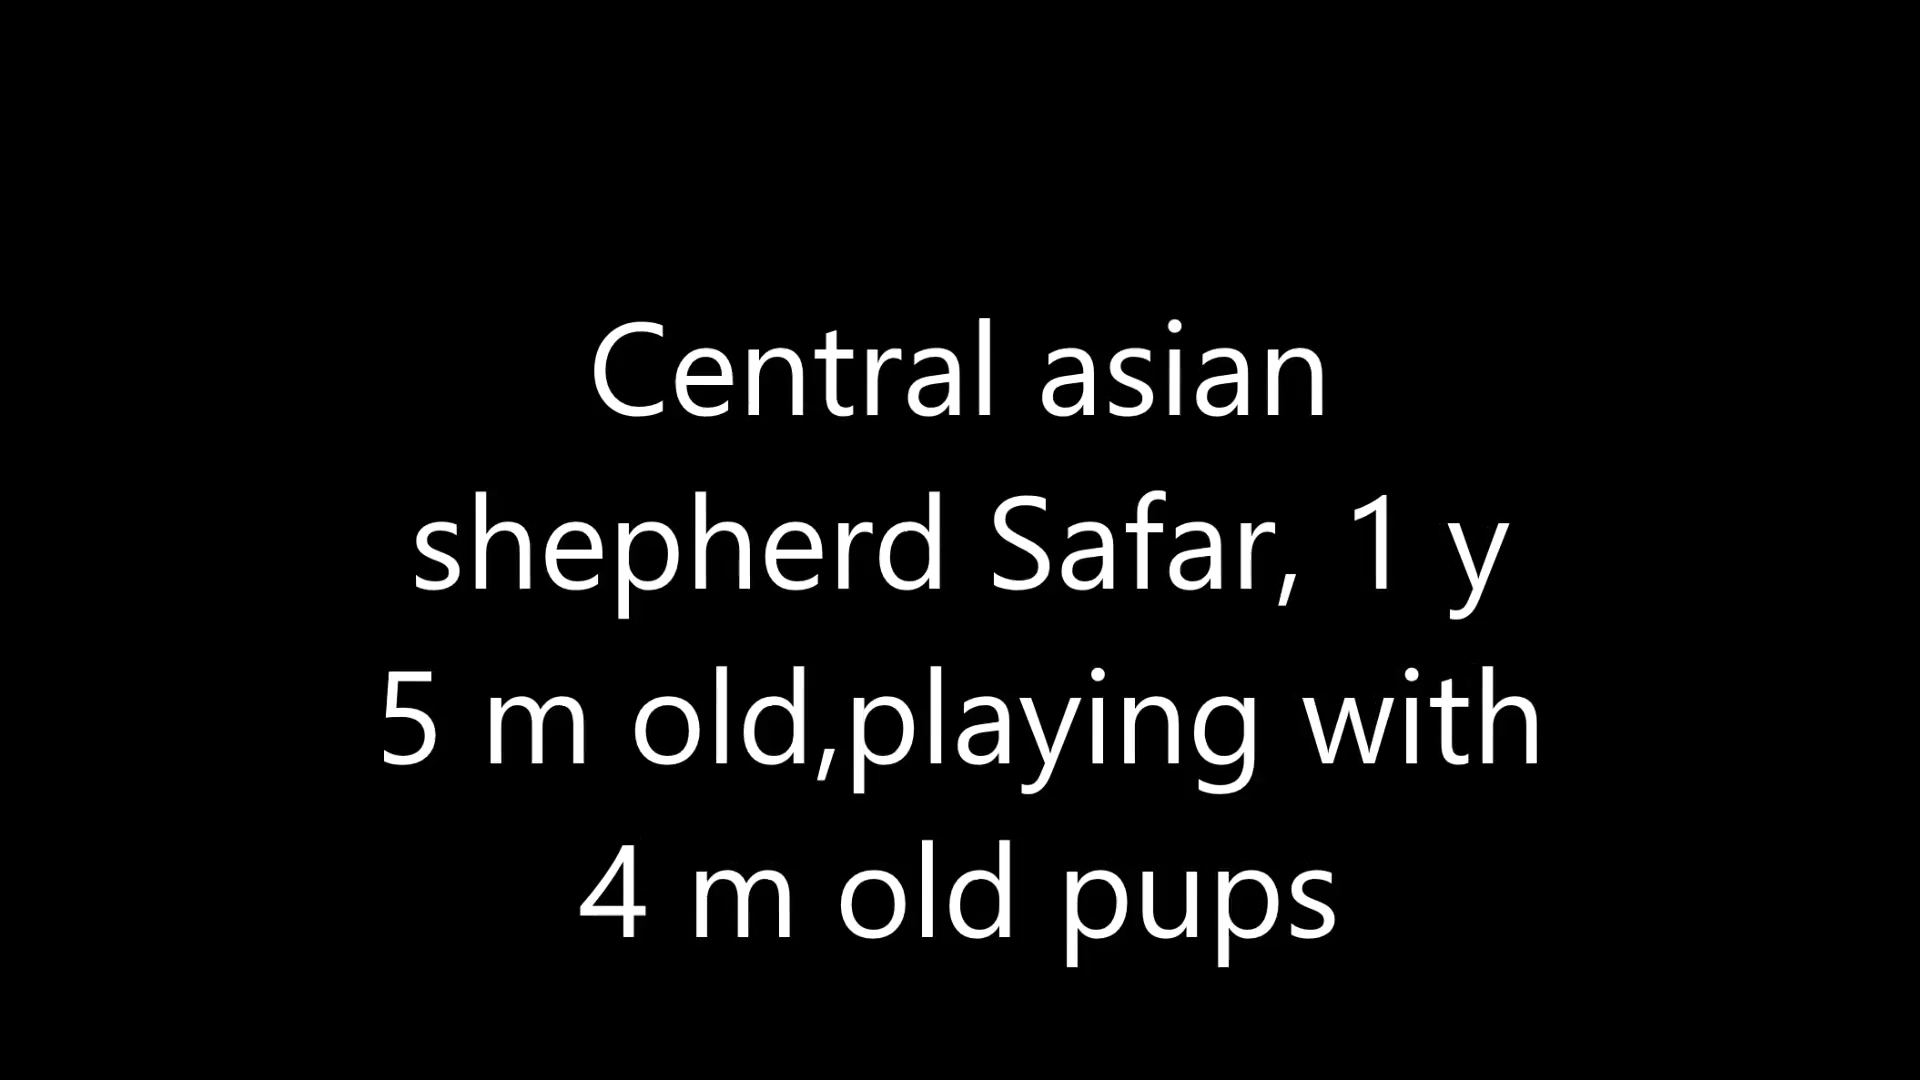 Central asian
shepherd Safar, 1 y
5 m old,playing with
4 m old pups